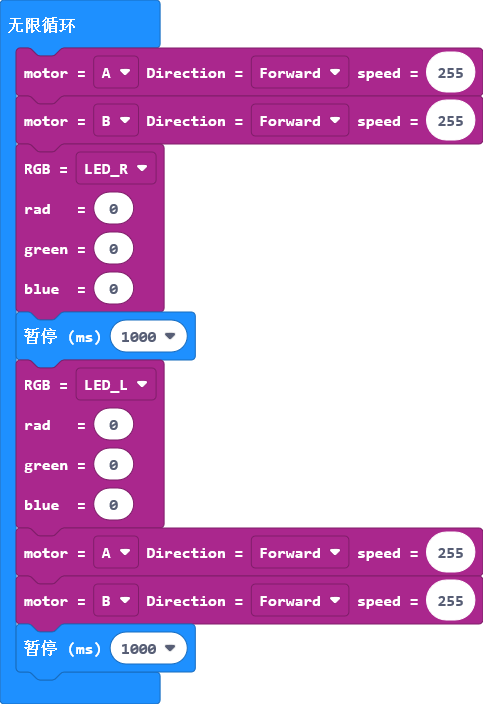 无限循环
motor = A Direction = Forward speed = 255
motor = B Direction = Forward speed = 255
RGB = LED_R
rad = 0
green = 0
blue = 0
暂停 (ms) 1000
RGB = LED_L
rad = 0
green = 0
blue = 0
motor = A Direction = Forward speed = 255
motor = B Direction = Forward speed = 255
暂停 (ms) 1000